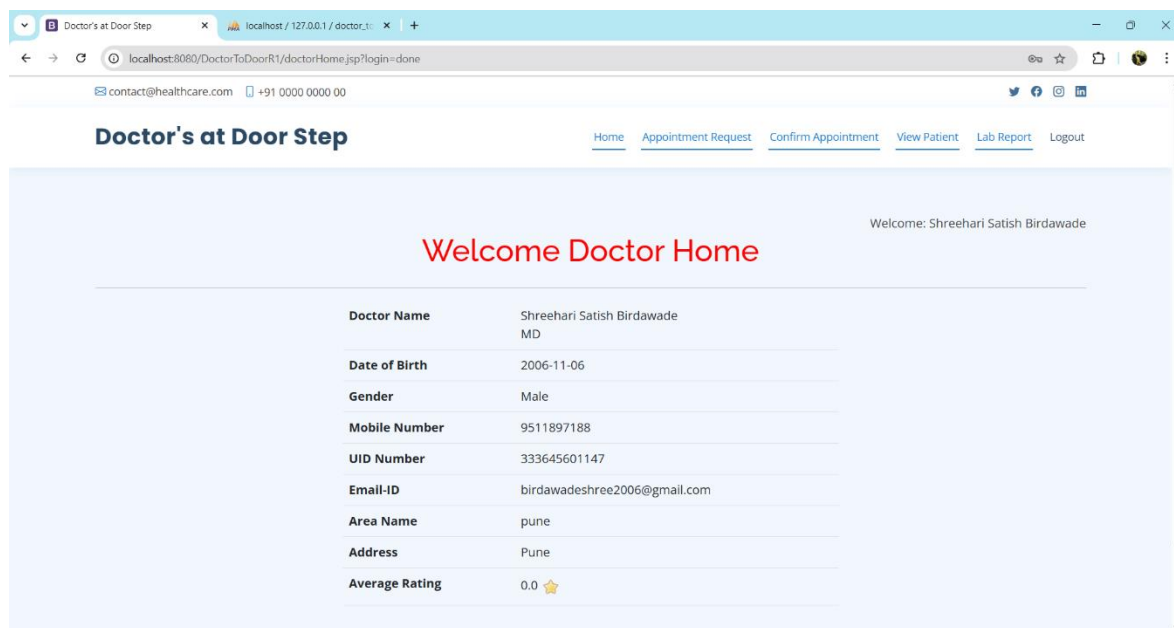 Doctor's at Door Step
localhost / 127.0.0.1 / doctor_to
localhost:8080/DoctorToDoorR1/doctorHome.jsp?login=done
contact@healthcare.com +91 0000 0000 00
Doctor's at Door Step
Home Appointment Request Confirm Appointment View Patient Lab Report Logout
Welcome: Shreehari Satish Birdawade
Welcome Doctor Home
Doctor Name Shreehari Satish Birdawade
MD
Date of Birth 2006-11-06
Gender Male
Mobile Number 9511897188
UID Number 333645601147
Email-ID birdawadeshree2006@gmail.com
Area Name pune
Address Pune
Average Rating 0.0